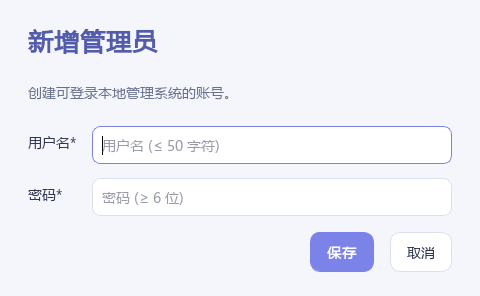 新增管理员
创建可登录本地管理系统的账号。
用户名*
用户名 (≤ 50 字符)
密码*
密码 (≥ 6 位)
保存
取消